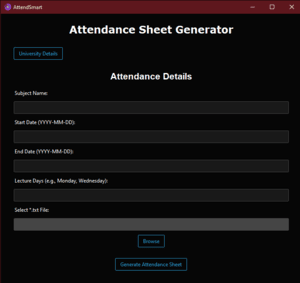 AttendSmart
Attendance Sheet Generator
University Details
Attendance Details
Subject Name:
Start Date (YYYY-MM-DD):
End Date (YYYY-MM-DD):
Lecture Days (e.g., Monday, Wednesday):
Select *.txt File:
Browse
Generate Attendance Sheet